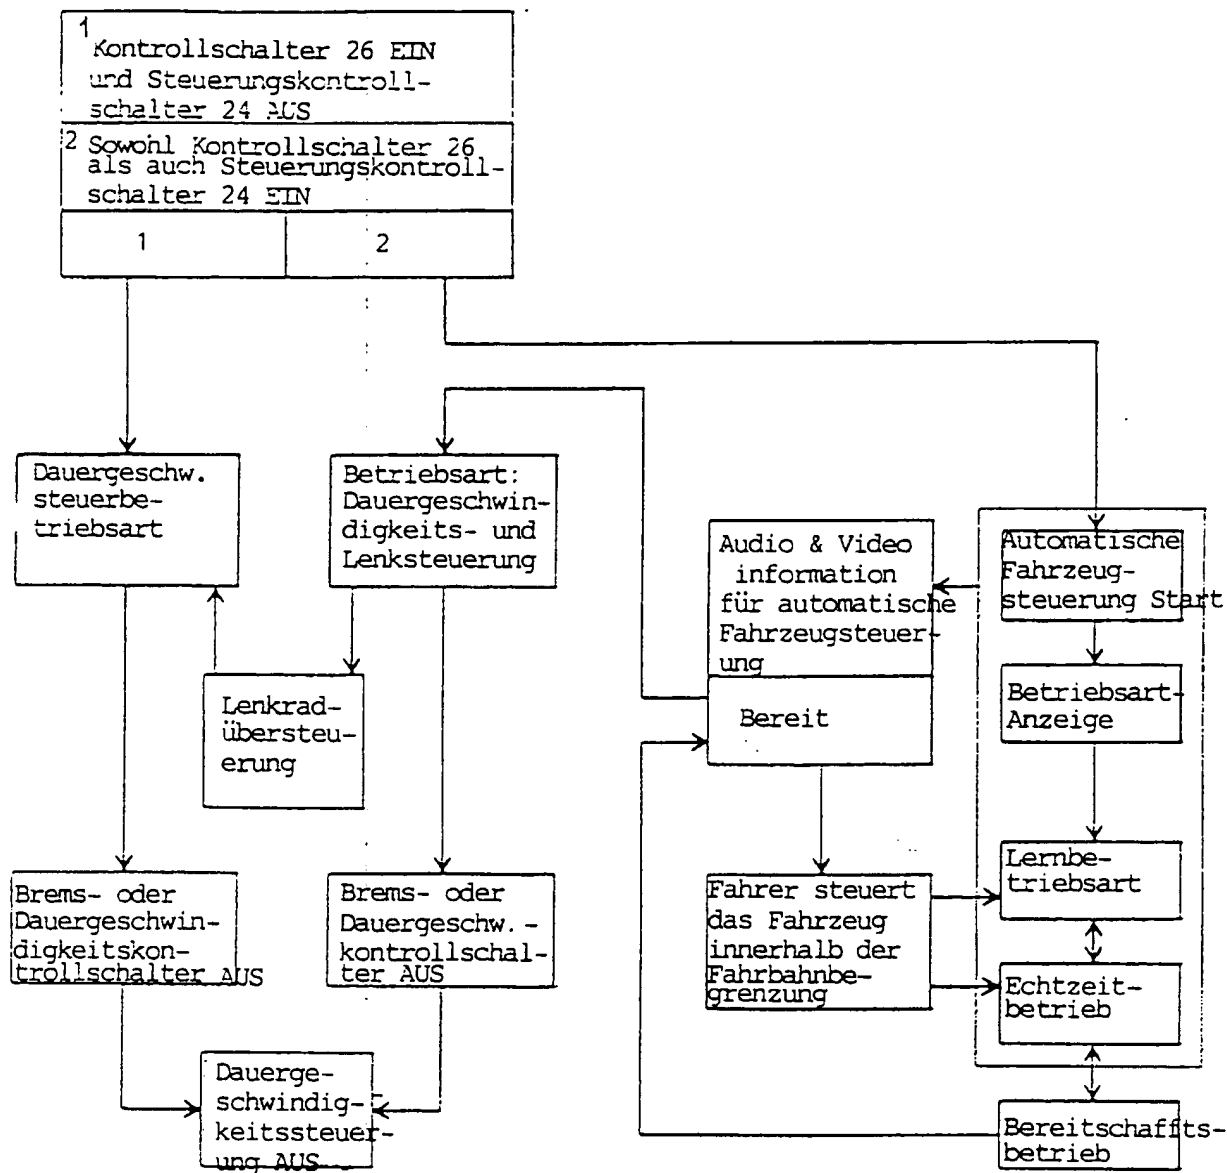 1
Kontrollschalter 26 EIN
und Steuerungskontroll-
schalter 24 AUS
2 Sowohl Kontrollschalter 26
als auch Steuerungskontroll-
schalter 24 EIN
1
2
Dauergeschw.
steuerbe-
triebsart
Betriebsart:
Dauergeschwin-
digkeits- und
Lenksteuerung
Audio & Video
information
für automatische
Fahrzeugsteuer-
ung
Bereit
Automatische
Fahrzeug-
steuerung Start
Betriebsart-
Anzeige
Lenkrad-
übersteu-
erung
Lernbe-
triebsart
Brems- oder
Dauergeschwin-
digkeitskon-
trollschalter AUS
Brems- oder
Dauergeschw.-
kontrollschal-
ter AUS
Fahrer steuert
das Fahrzeug
innerhalb der
Fahrbahnbe-
grenzung
Echtzeit-
betrieb
Dauerge-
schwindig-
keitssteuer-
ung AUS
Bereitschaffts-
betrieb